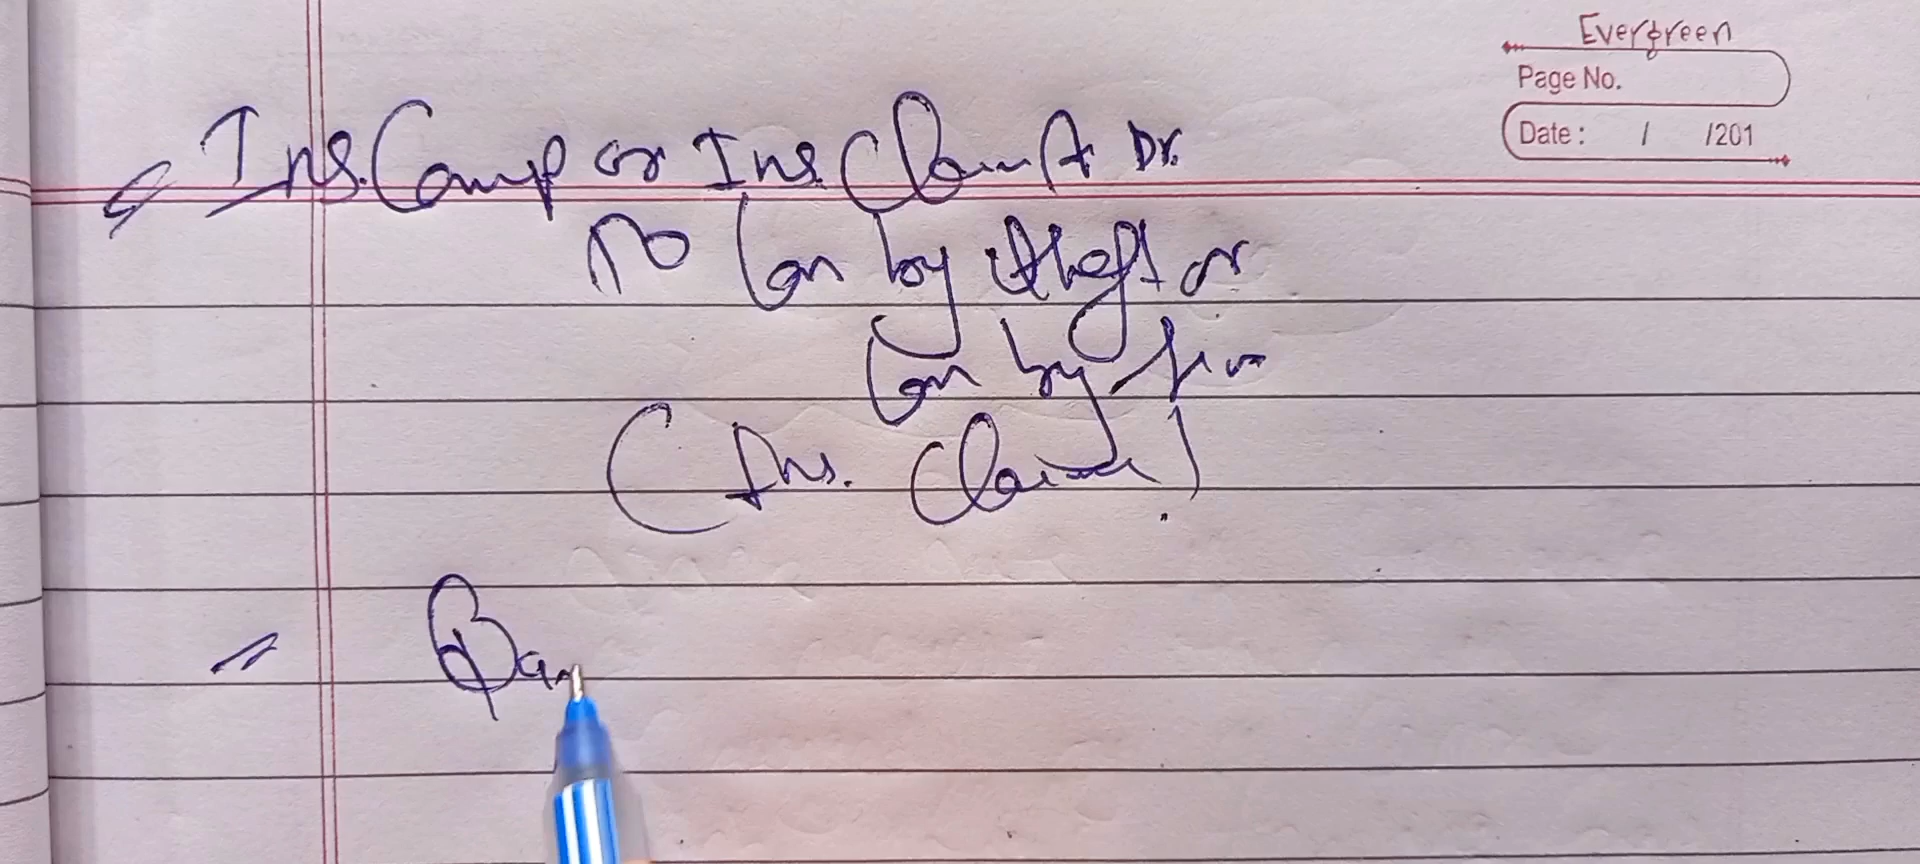 Evergreen
Page No.
Date : / /201
Ins. Comp or Ins. Claim A Dr.
To Loss by theft or
Loss by fire
(Ins. Claim)
Ban